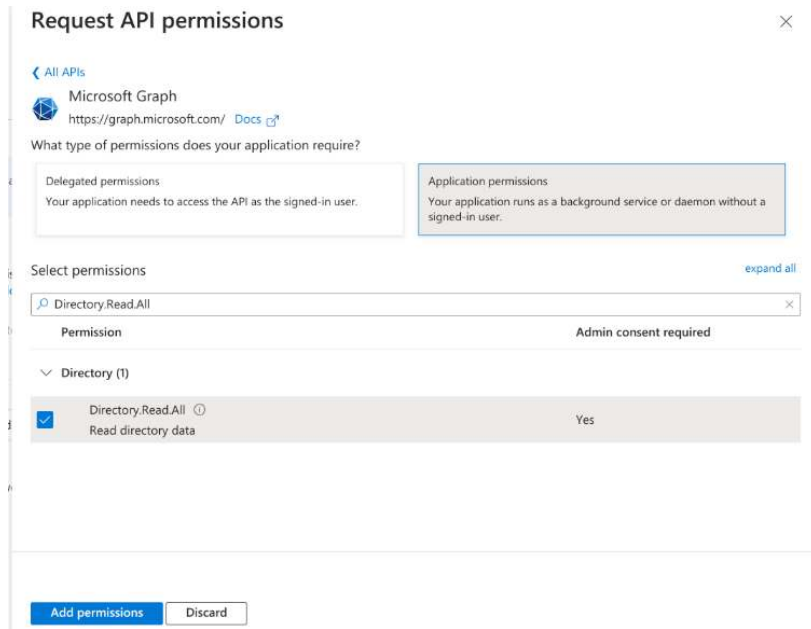 Request API permissions
All APIs
Microsoft Graph
https://graph.microsoft.com/ Docs
What type of permissions does your application require?
Delegated permissions
Your application needs to access the API as the signed-in user.
Application permissions
Your application runs as a background service or daemon without a
signed-in user.
Select permissions
expand all
Directory.Read.All
Permission Admin consent required
Directory (1)
Directory.Read.All
Read directory data
Yes
Add permissions Discard